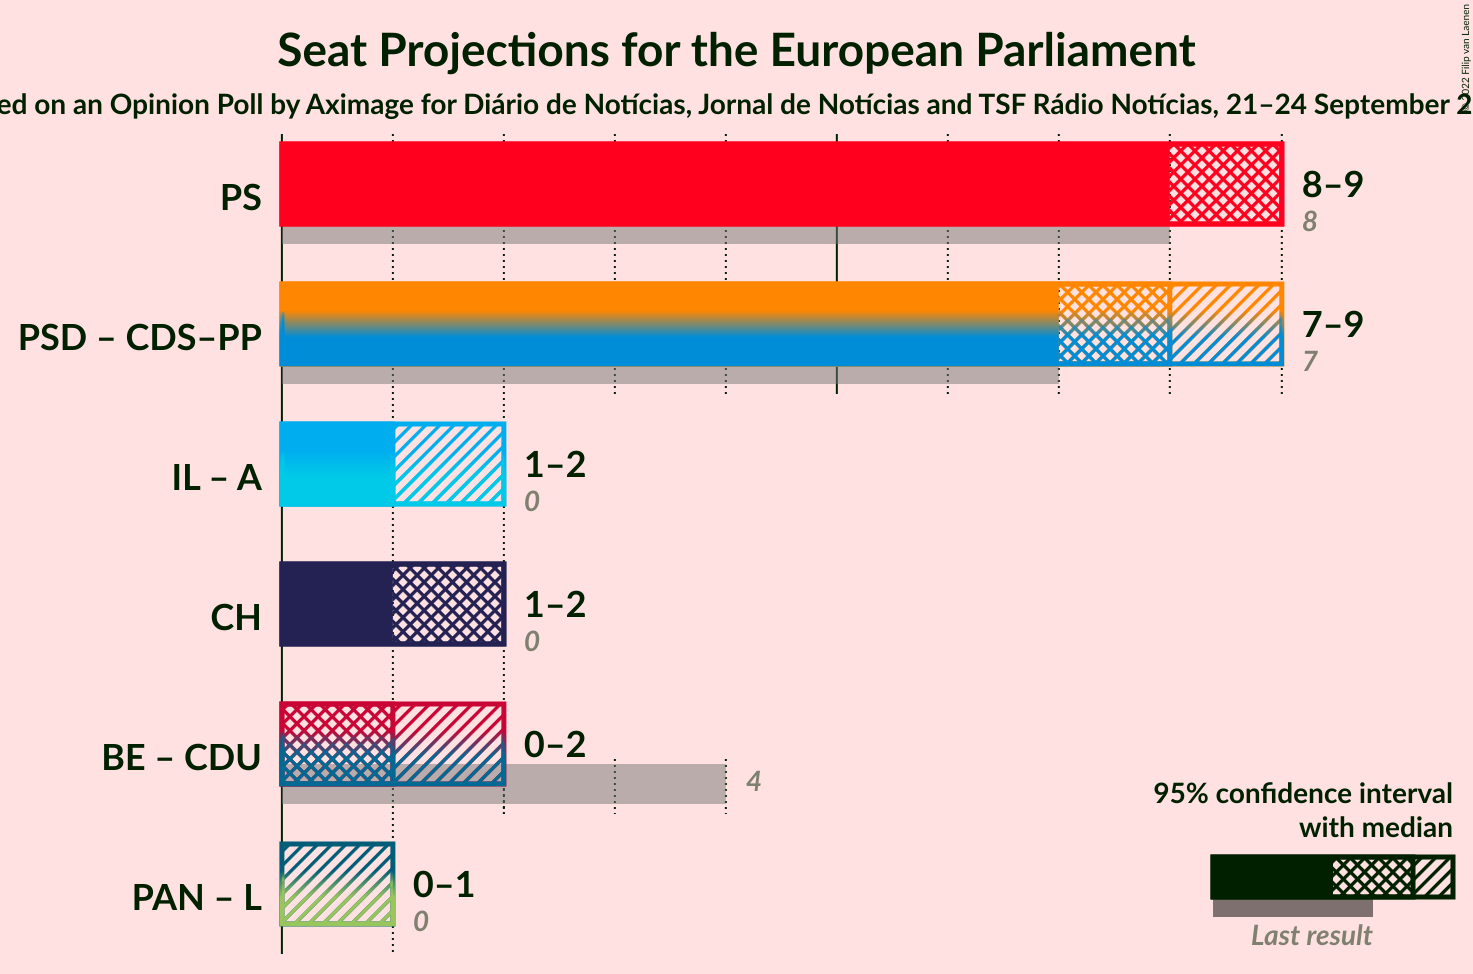 Seat Projections for the European Parliament
ed on an Opinion Poll by Aximage for Diário de Notícias, Jornal de Notícias and TSF Rádio Notícias, 21–24 September 2
© 2022 Filip van Laenen
PS
8–9
8
PSD – CDS–PP
7–9
7
IL – A
1–2
0
CH
1–2
0
BE – CDU
0–2
4
PAN – L
0–1
0
95% confidence interval
with median
Last result